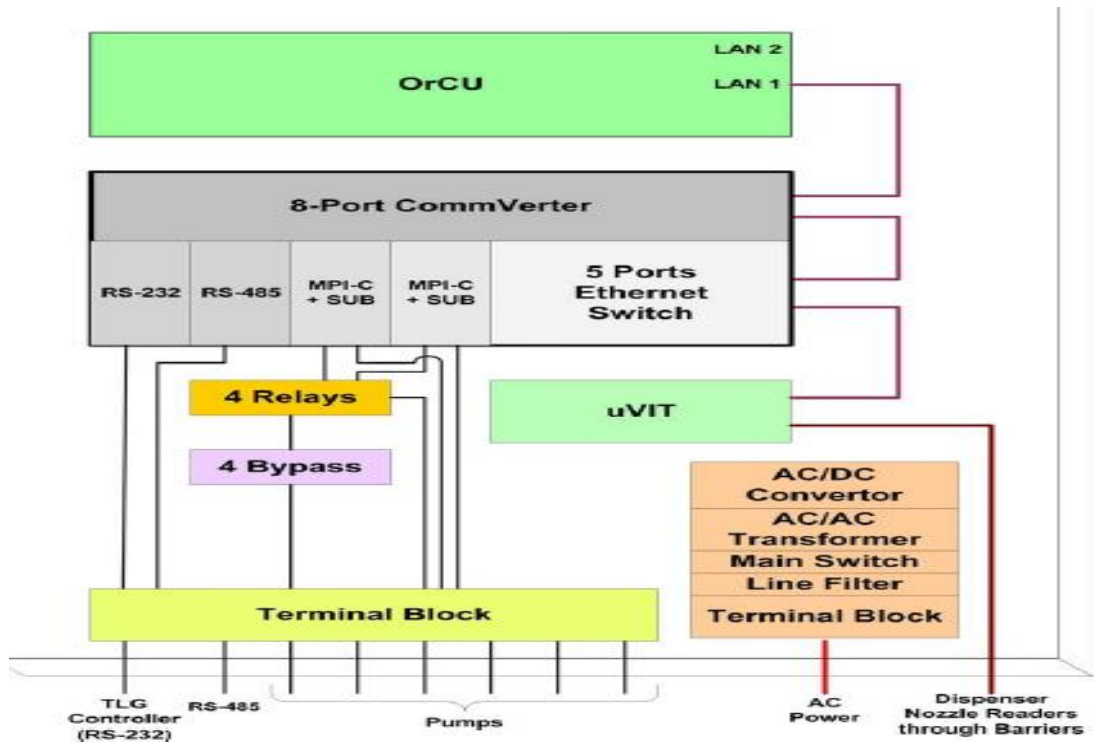 LAN 2
OrCU
LAN 1
8-Port CommVerter
RS-232
RS-485
MPI-C
+ SUB
MPI-C
+ SUB
5 Ports
Ethernet
Switch
4 Relays
uVIT
4 Bypass
AC/DC
Convertor
AC/AC
Transformer
Main Switch
Line Filter
Terminal Block
Terminal Block
TLG
Controller
(RS-232)
RS-485
Pumps
AC
Power
Dispenser
Nozzle Readers
through Barriers